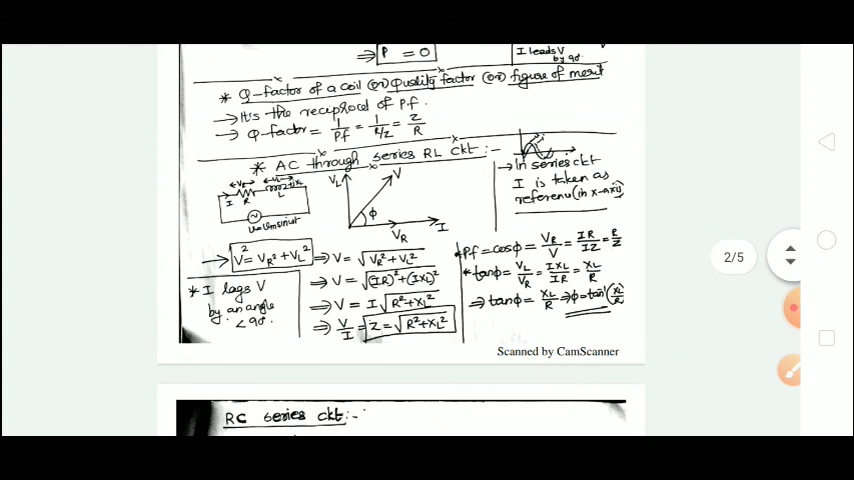 ⇒ P = 0
I leads V
by 90°
* Q-factor of a coil (or) Quality factor (or) figure of merit
→ It's the reciprocal of Pf.
→ Q-factor = 1/Pf = 1/R/Z = Z/R
* AC through series RL ckt:-
→ In series ckt
I is taken as
reference (in x-axis)
VR VL
I R L
V=Vmsinωt
VL V
φ
VR I
→ V² = VR² + VL²
* I lags V
by an angle
< 90°.
⇒ V = √VR² + VL²
⇒ V = √(IR)² + (IXL)²
⇒ V = I √R² + XL²
⇒ V/I = Z = √R² + XL²
* Pf = cosφ = VR/V = IR/IZ = R/Z
* tanφ = VL/VR = IXL/IR = XL/R
⇒ tanφ = XL/R ⇒ φ = tan⁻¹(XL/R)
2/5
Scanned by CamScanner
RC series ckt:-